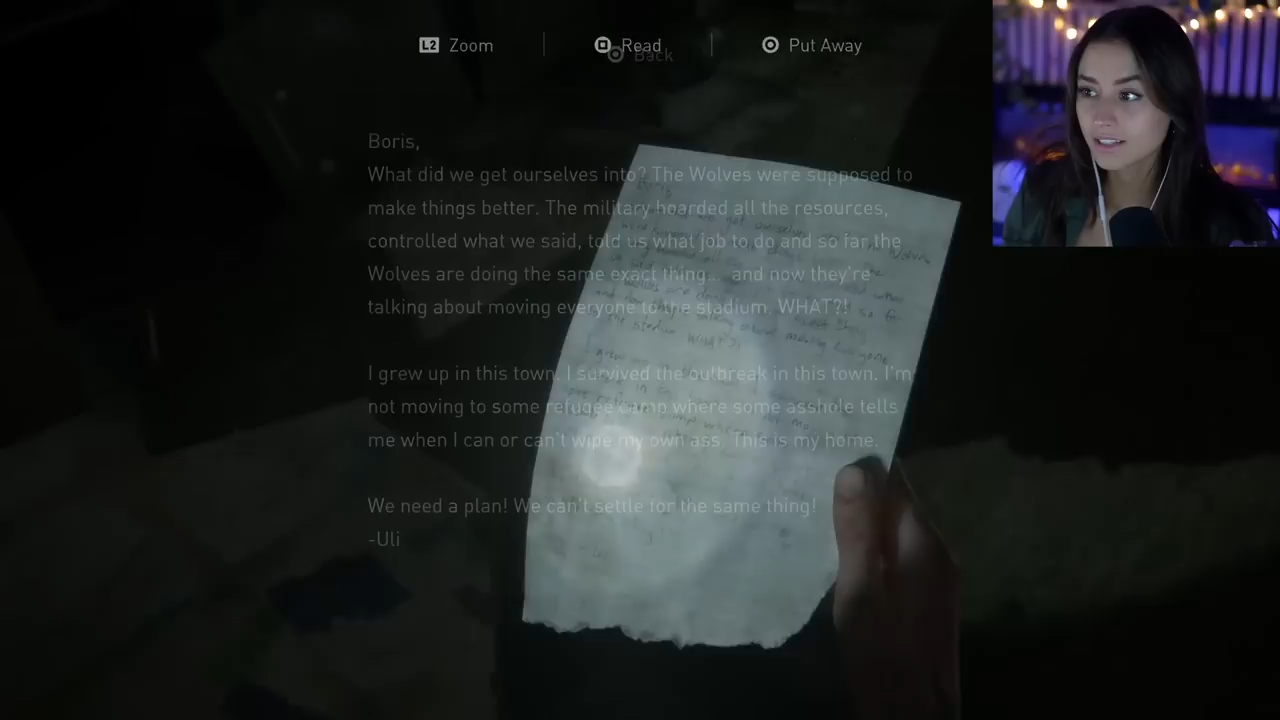 L2 Zoom
Read
Put Away
Back
Boris,
What did we get ourselves into? The Wolves were supposed to
make things better. The military hoarded all the resources,
controlled what we said, told us what job to do and so far the
Wolves are doing the same exact thing... and now they're
talking about moving everyone to the stadium. WHAT?!
I grew up in this town. I survived the outbreak in this town. I'm
not moving to some refugee camp where some asshole tells
me when I can or can't wipe my own ass. This is my home.
We need a plan! We can't settle for the same thing!
-Uli